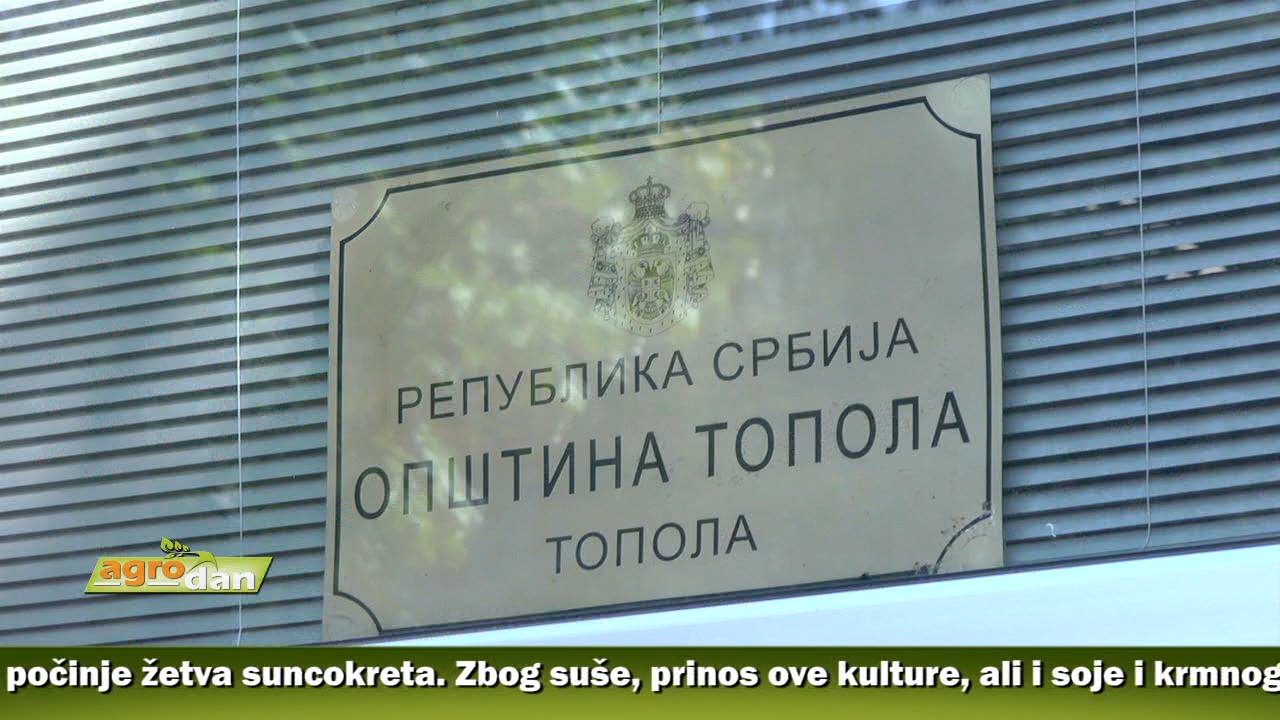 РЕПУБЛИКА СРБИЈА
ОПШТИНА ТОПОЛА
ТОПОЛА
agro
dan
počinje žetva suncokreta. Zbog suše, prinos ove kulture, ali i soje i krmnog